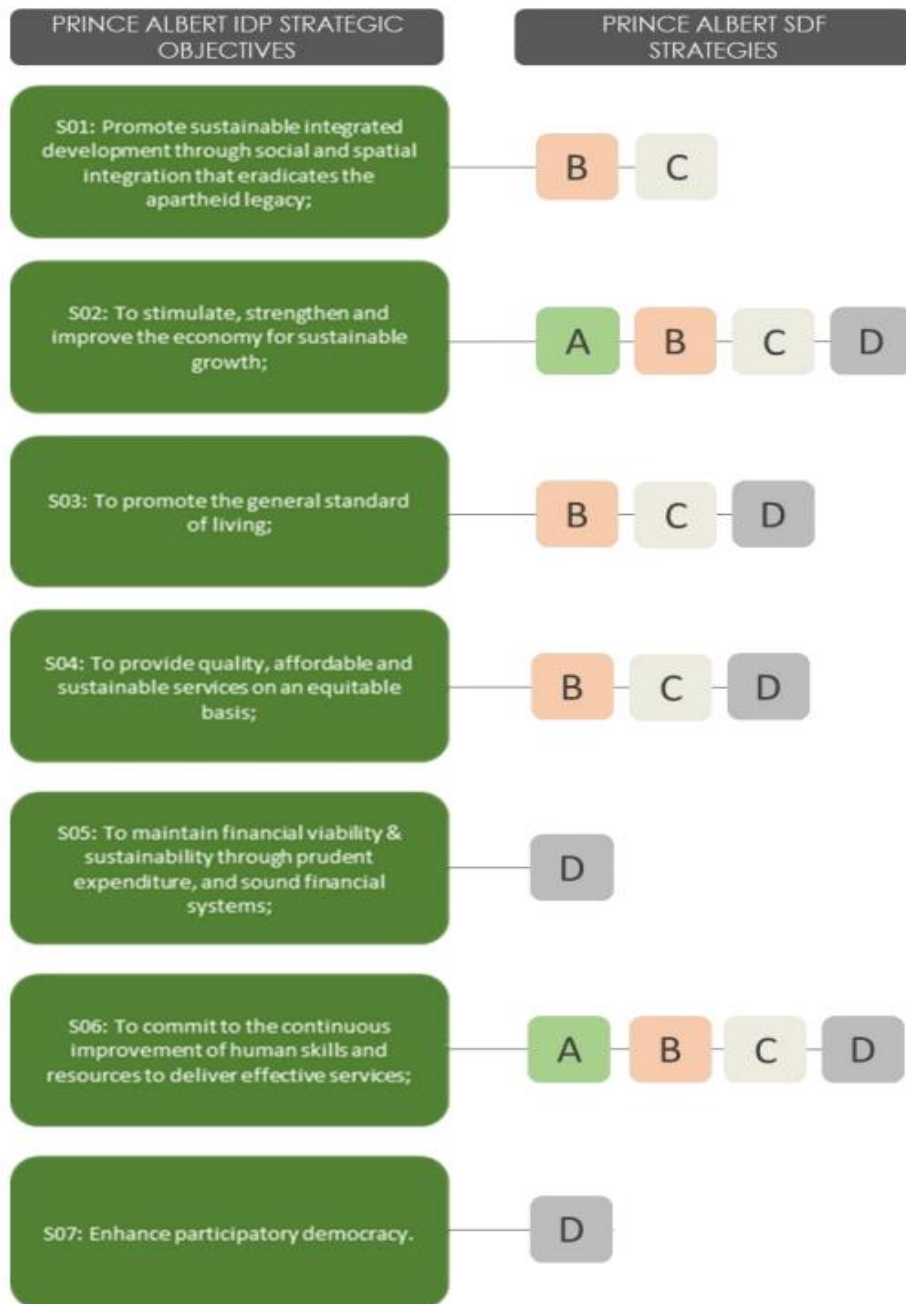 PRINCE ALBERT IDP STRATEGIC
OBJECTIVES
PRINCE ALBERT SDF
STRATEGIES
S01: Promote sustainable integrated
development through social and spatial
integration that eradicates the
apartheid legacy;
B C
S02: To stimulate, strengthen and
improve the economy for sustainable
growth;
A B C D
S03: To promote the general standard
of living;
B C D
S04: To provide quality, affordable and
sustainable services on an equitable
basis;
B C D
S05: To maintain financial viability &
sustainability through prudent
expenditure, and sound financial
systems;
D
S06: To commit to the continuous
improvement of human skills and
resources to deliver effective services;
A B C D
S07: Enhance participatory democracy.
D